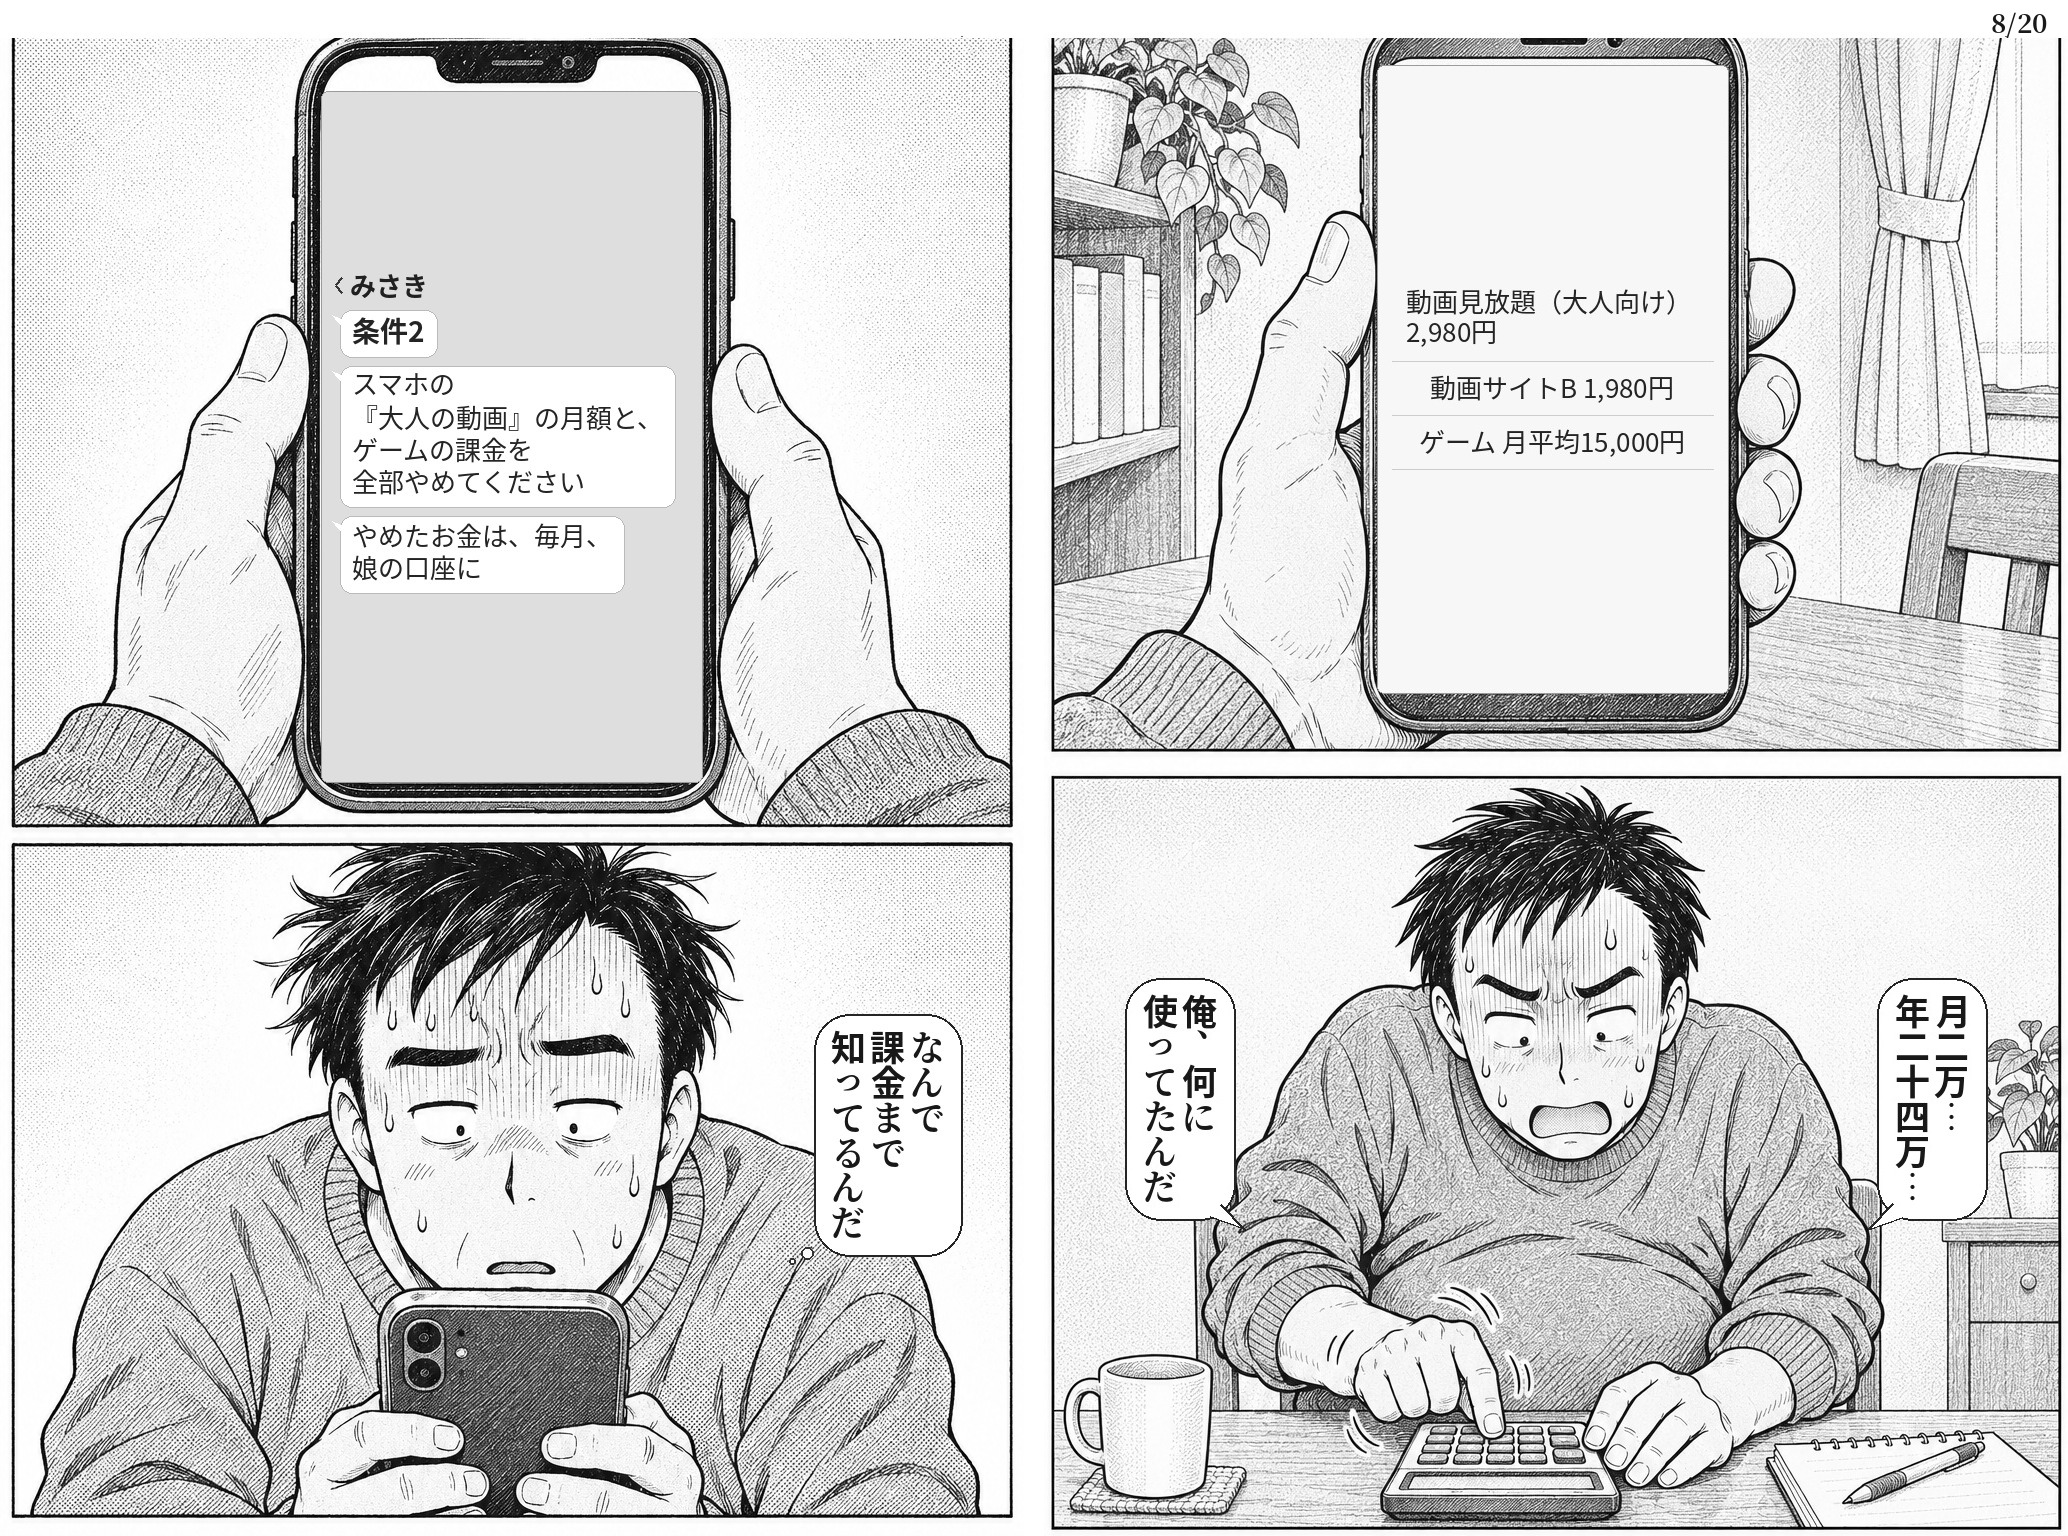 8/20
みさき
条件2
スマホの
『大人の動画』の月額と、
ゲームの課金を
全部やめてください
やめたお金は、毎月、
娘の口座に
なんで
課金まで
知ってるんだ
動画見放題（大人向け）
2,980円
動画サイトB 1,980円
ゲーム 月平均15,000円
月二万…
年二十四万…
俺、何に
使ってたんだ